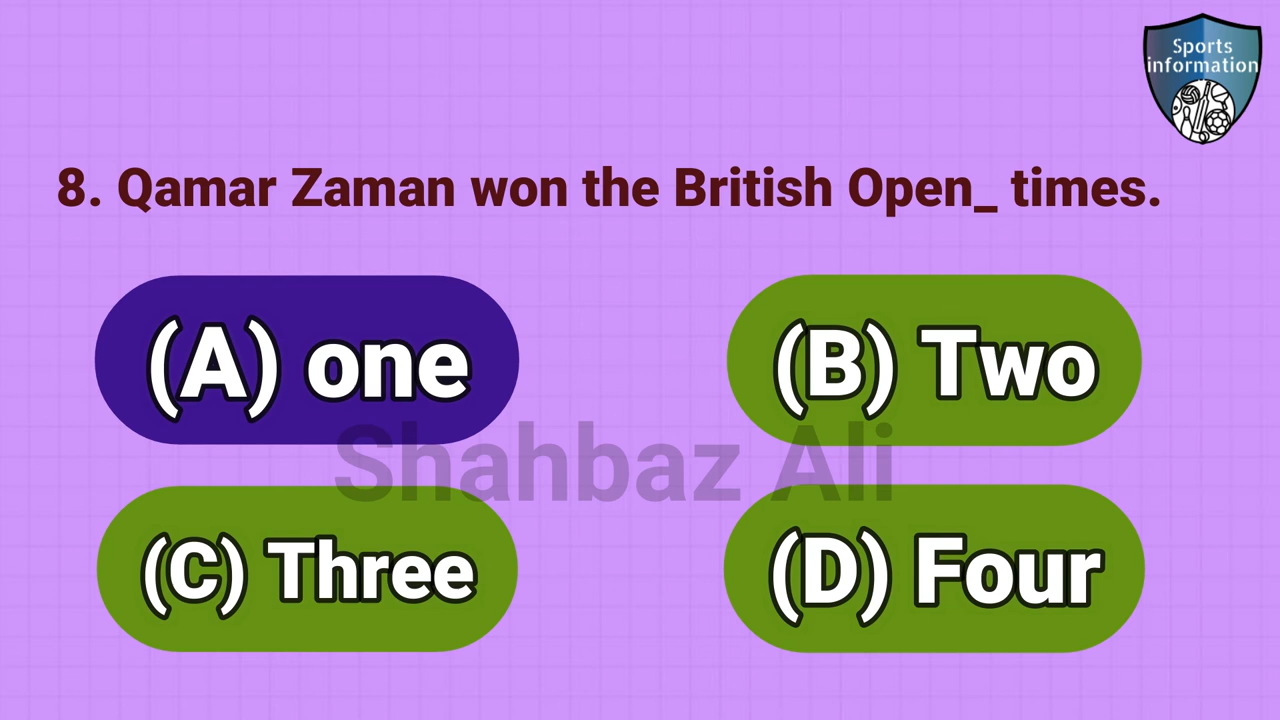 Sports
information
8. Qamar Zaman won the British Open_ times.
(A) one
(B) Two
Shahbaz Ali
(C) Three
(D) Four